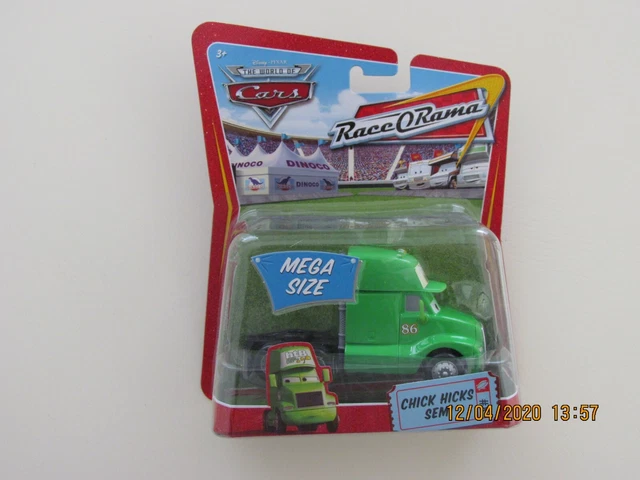 3+
DISNEY·PIXAR
THE WORLD OF
Cars
Race O Rama
DINOCO
DINOCO
DINOCO
MEGA
SIZE
86
CHICK HICKS
SEMI
12/04/2020 13:57